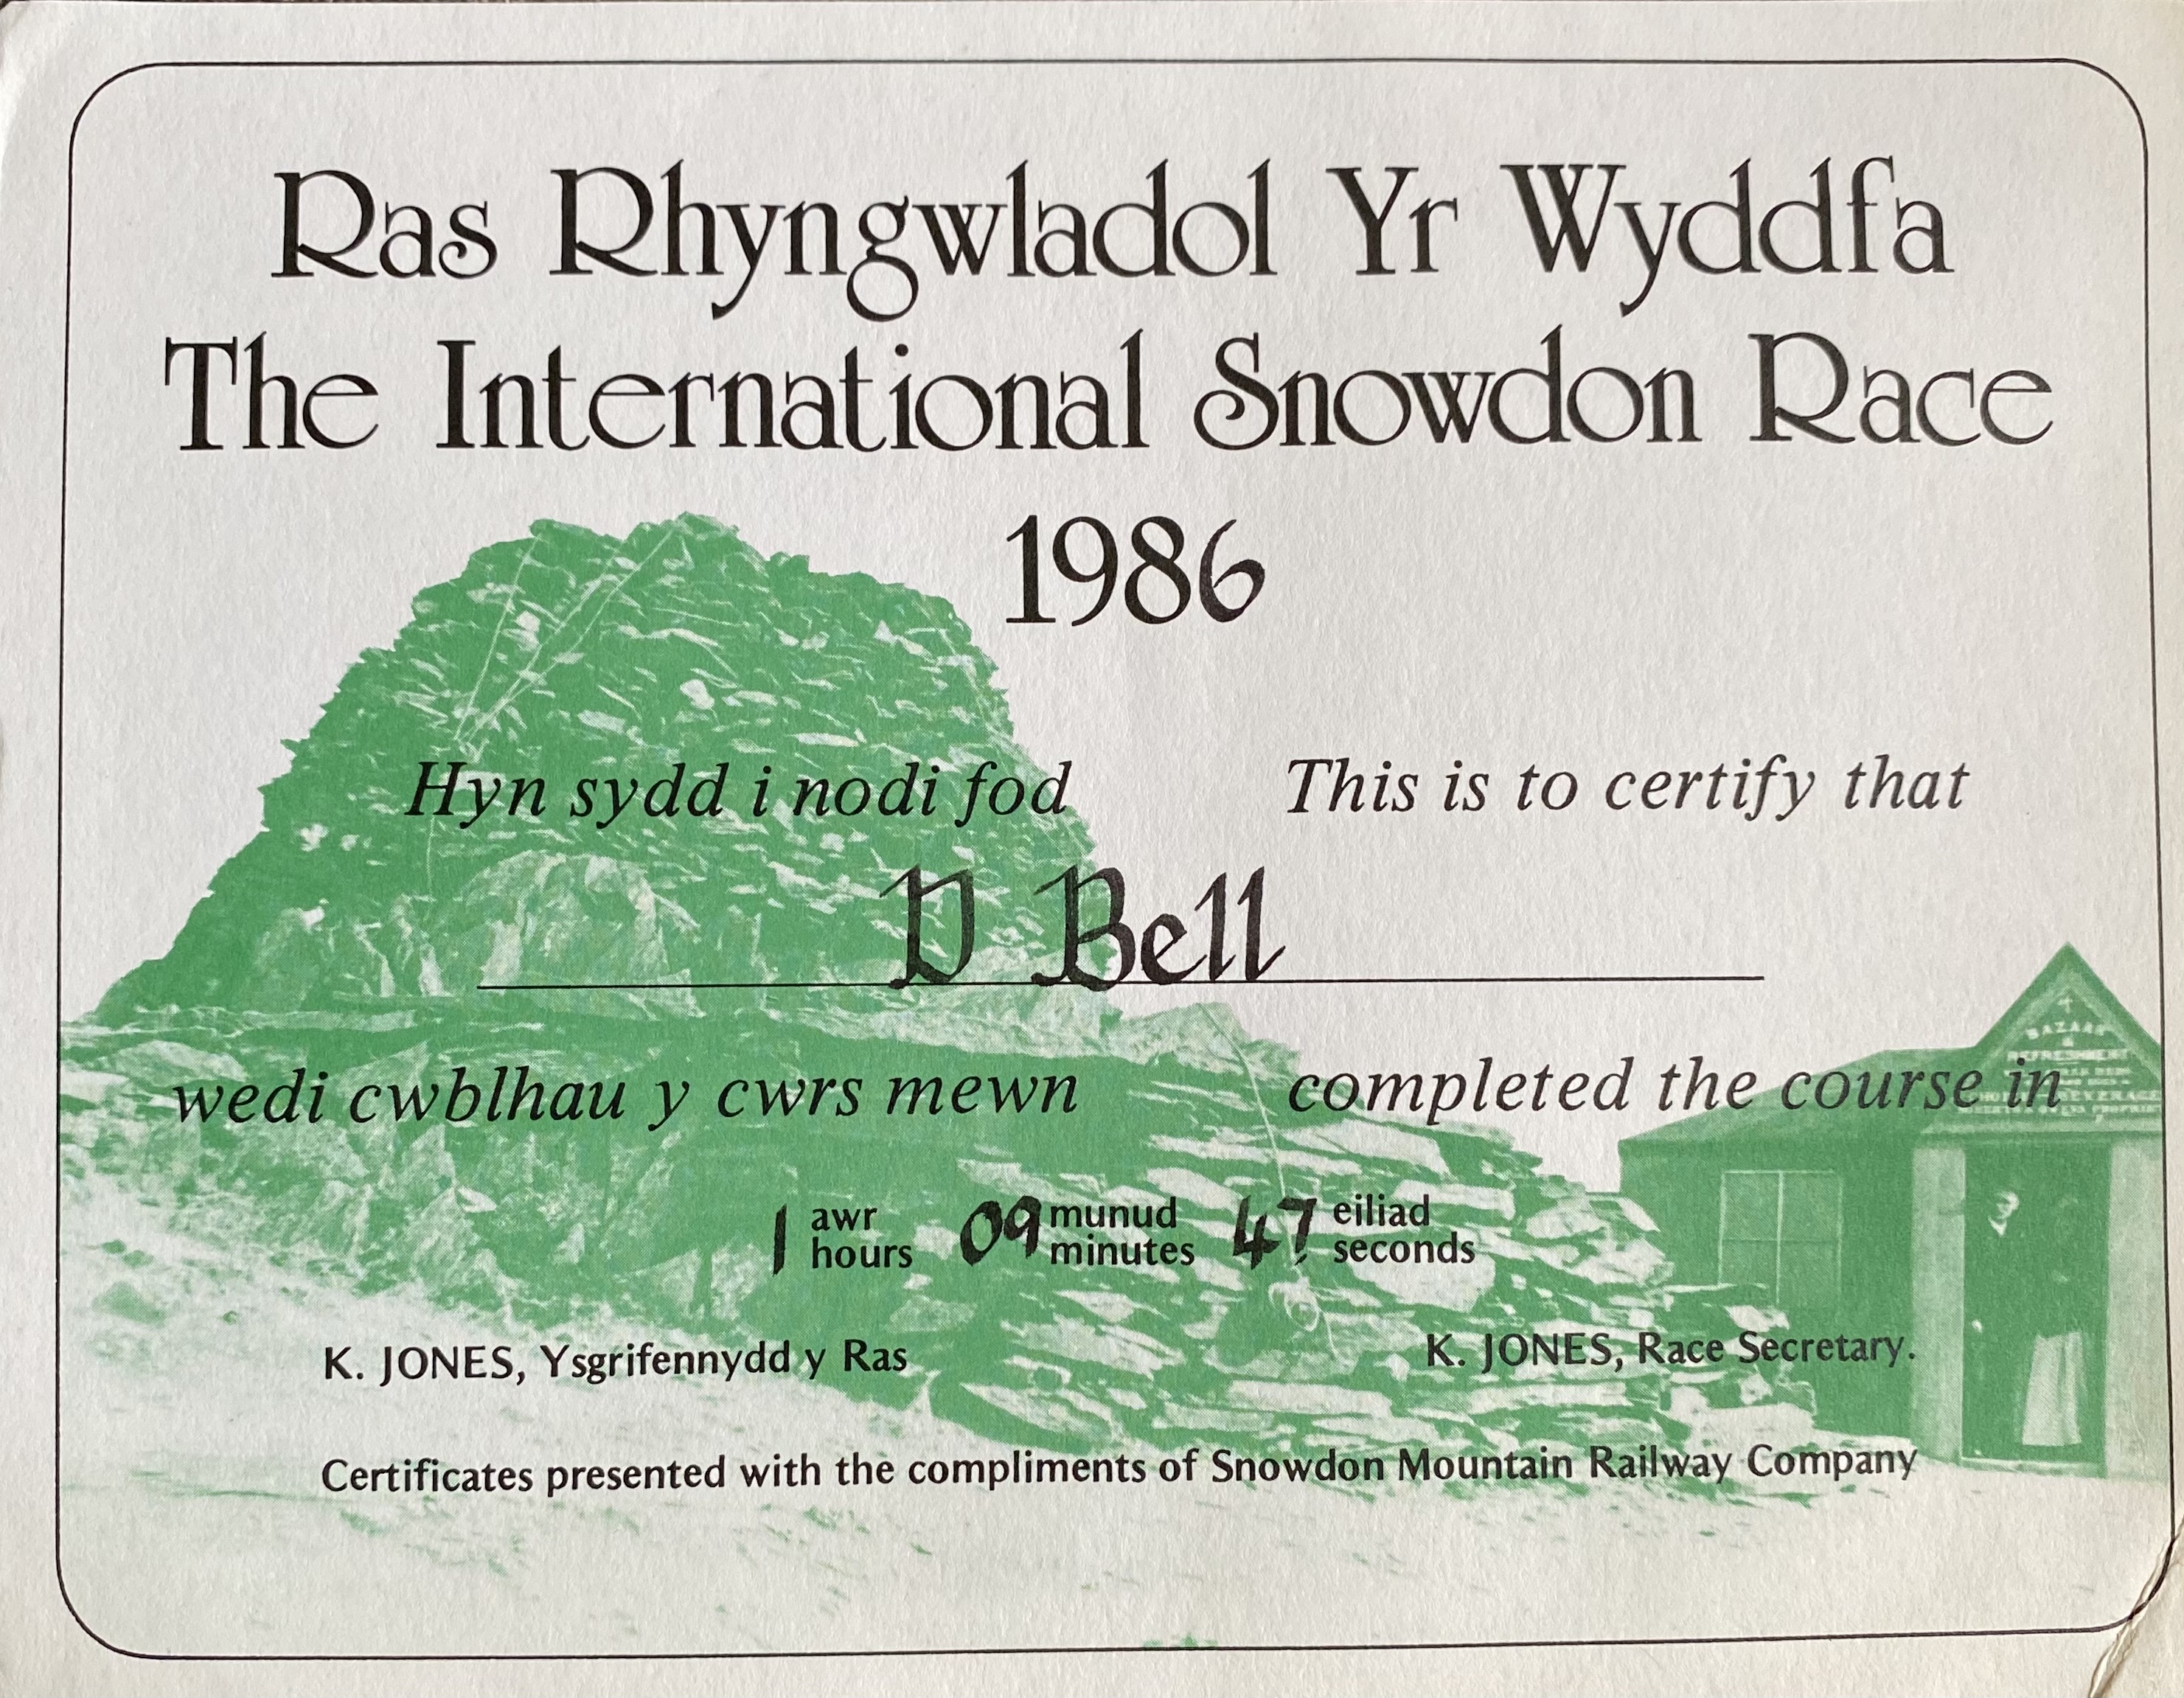 Ras Rhyngwladol Yr Wyddfa
The International Snowdon Race
1986
Hyn sydd i nodi fod This is to certify that
D Bell
wedi cwblhau y cwrs mewn completed the course in
1 awr hours 09 munud minutes 47 eiliad seconds
K. JONES, Ysgrifennydd y Ras K. JONES, Race Secretary.
Certificates presented with the compliments of Snowdon Mountain Railway Company
BAZAAR
&
REFRESHMENT